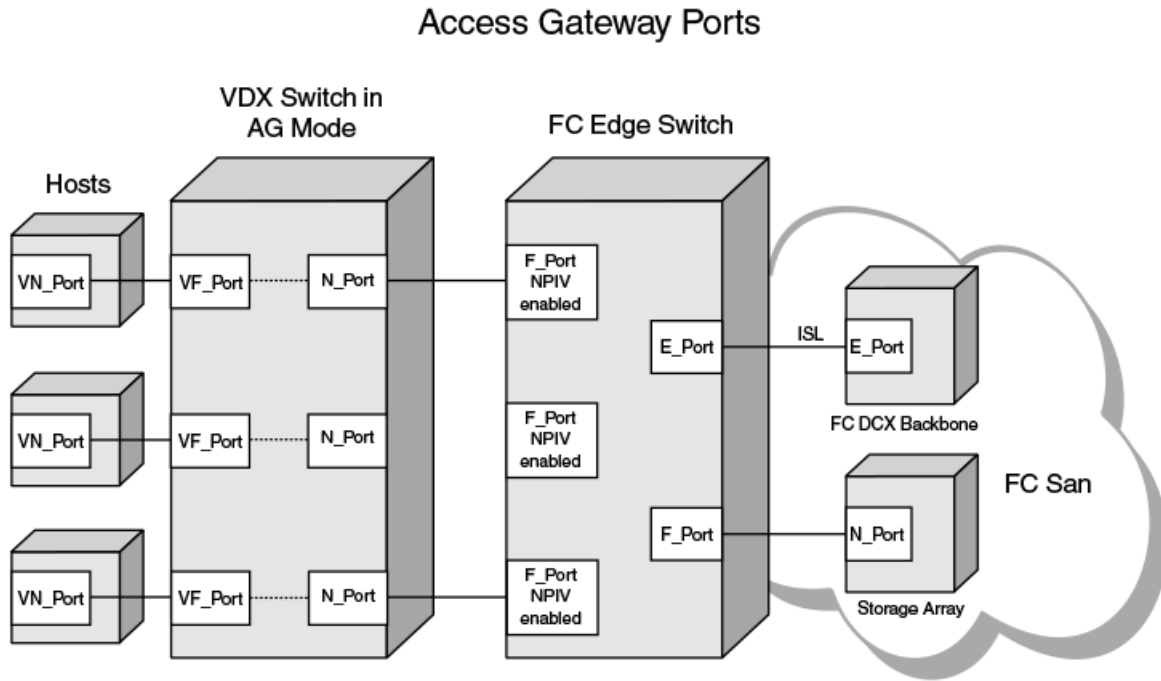 Access Gateway Ports
VDX Switch in
AG Mode
FC Edge Switch
Hosts
VN_Port
VF_Port
N_Port
F_Port
NPIV
enabled
E_Port
ISL
E_Port
FC DCX Backbone
VN_Port
VF_Port
N_Port
F_Port
NPIV
enabled
FC San
F_Port
N_Port
Storage Array
VN_Port
VF_Port
N_Port
F_Port
NPIV
enabled